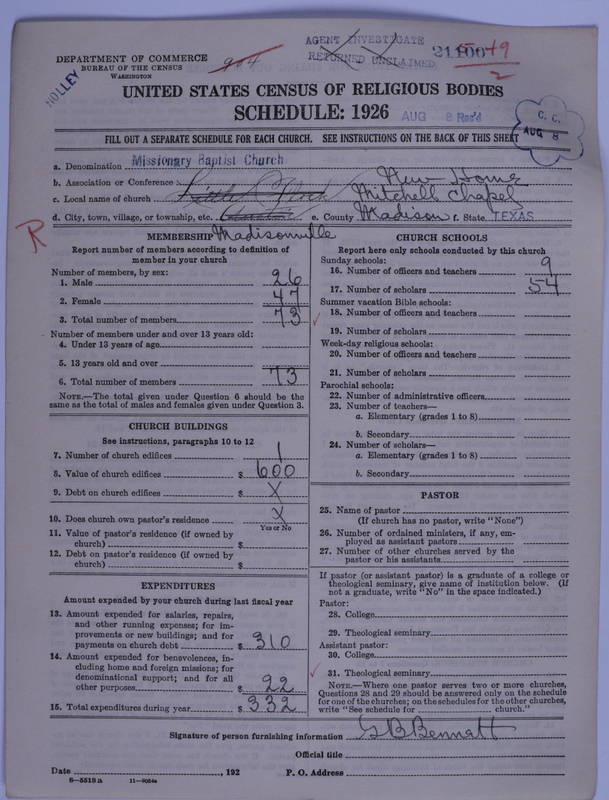 DEPARTMENT OF COMMERCE
BUREAU OF THE CENSUS
WASHINGTON
HOLLEY
904
AGENT INVESTIGATE
RETURNED UNCLAIMED
2
UNITED STATES CENSUS OF RELIGIOUS BODIES
SCHEDULE: 1926
AUG 8 Rec'd
C. C.
AUG 8
FILL OUT A SEPARATE SCHEDULE FOR EACH CHURCH. SEE INSTRUCTIONS ON THE BACK OF THIS SHEET
a. Denomination Missionary Baptist Church
b. Association or Conference New Home
c. Local name of church Mitchell Chapel
d. City, town, village, or township, etc. e. County Madison f. State TEXAS
Madisonville
R
MEMBERSHIP
Report number of members according to definition of
member in your church
Number of members, by sex:
1. Male 26
2. Female 47
3. Total number of members 73
Number of members under and over 13 years old:
4. Under 13 years of age
5. 13 years old and over
6. Total number of members 73
NOTE.—The total given under Question 6 should be the
same as the total of males and females given under Question 3.
CHURCH BUILDINGS
See instructions, paragraphs 10 to 12
7. Number of church edifices 1
8. Value of church edifices $ 600
9. Debt on church edifices $ X
10. Does church own pastor's residence X
Yes or No
11. Value of pastor's residence (if owned by
church) $
12. Debt on pastor's residence (if owned by
church) $
EXPENDITURES
Amount expended by your church during last fiscal year
13. Amount expended for salaries, repairs,
and other running expenses; for im-
provements or new buildings; and for
payments on church debt $ 310
14. Amount expended for benevolences, in-
cluding home and foreign missions; for
denominational support; and for all
other purposes $ 22
15. Total expenditures during year $ 332
CHURCH SCHOOLS
Report here only schools conducted by this church
Sunday schools:
16. Number of officers and teachers 9
17. Number of scholars 54
Summer vacation Bible schools:
18. Number of officers and teachers
19. Number of scholars
Week-day religious schools:
20. Number of officers and teachers
21. Number of scholars
Parochial schools:
22. Number of administrative officers
23. Number of teachers—
a. Elementary (grades 1 to 8)
b. Secondary
24. Number of scholars—
a. Elementary (grades 1 to 8)
b. Secondary
PASTOR
25. Name of pastor
(If church has no pastor, write "None")
26. Number of ordained ministers, if any, em-
ployed as assistant pastors
27. Number of other churches served by the
pastor or his assistants
If pastor (or assistant pastor) is a graduate of a college or
theological seminary, give name of institution below. (If
not a graduate, write "No" in the space indicated.)
Pastor:
28. College
29. Theological seminary
Assistant pastor:
30. College
31. Theological seminary
NOTE.—Where one pastor serves two or more churches,
Questions 28 and 29 should be answered only on the schedule
for one of the churches; on the schedules for the other churches,
write "See schedule for church."
Signature of person furnishing information G B Bennatt
Official title
Date , 192 P. O. Address
8—5518 a 11—9024a